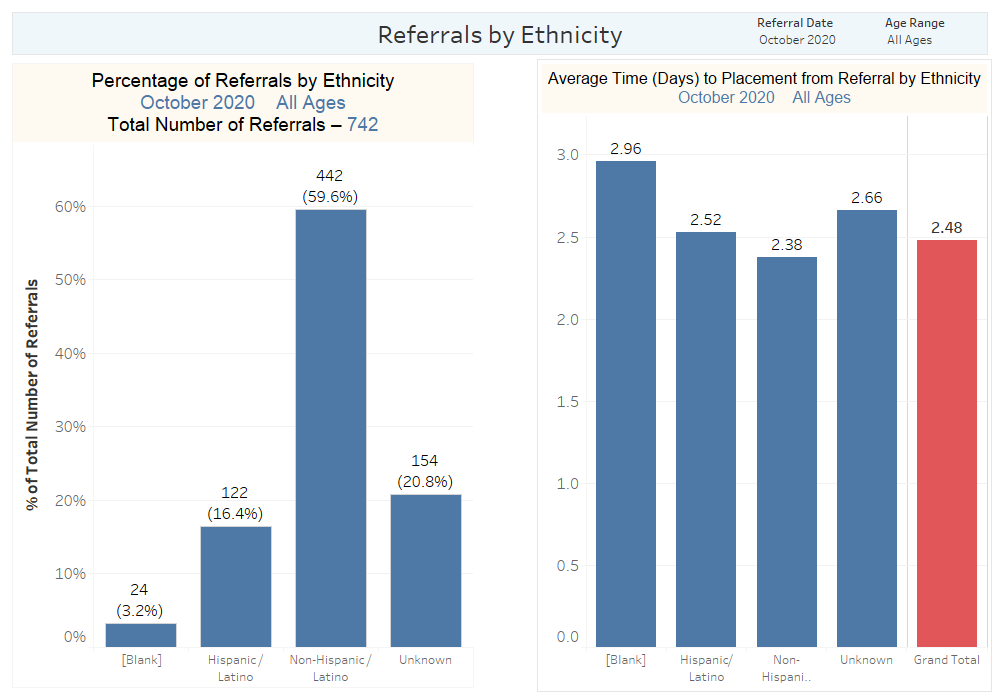 Referrals by Ethnicity
Referral Date
October 2020
Age Range
All Ages
Percentage of Referrals by Ethnicity
October 2020 All Ages
Total Number of Referrals – 742
% of Total Number of Referrals
60%
50%
40%
30%
20%
10%
0%
24
(3.2%)
122
(16.4%)
442
(59.6%)
154
(20.8%)
[Blank]
Hispanic/
Latino
Non-Hispanic/
Latino
Unknown
Average Time (Days) to Placement from Referral by Ethnicity
October 2020 All Ages
3.0
2.5
2.0
1.5
1.0
0.5
0.0
2.96
2.52
2.38
2.66
2.48
[Blank]
Hispanic/
Latino
Non-
Hispani..
Unknown
Grand Total